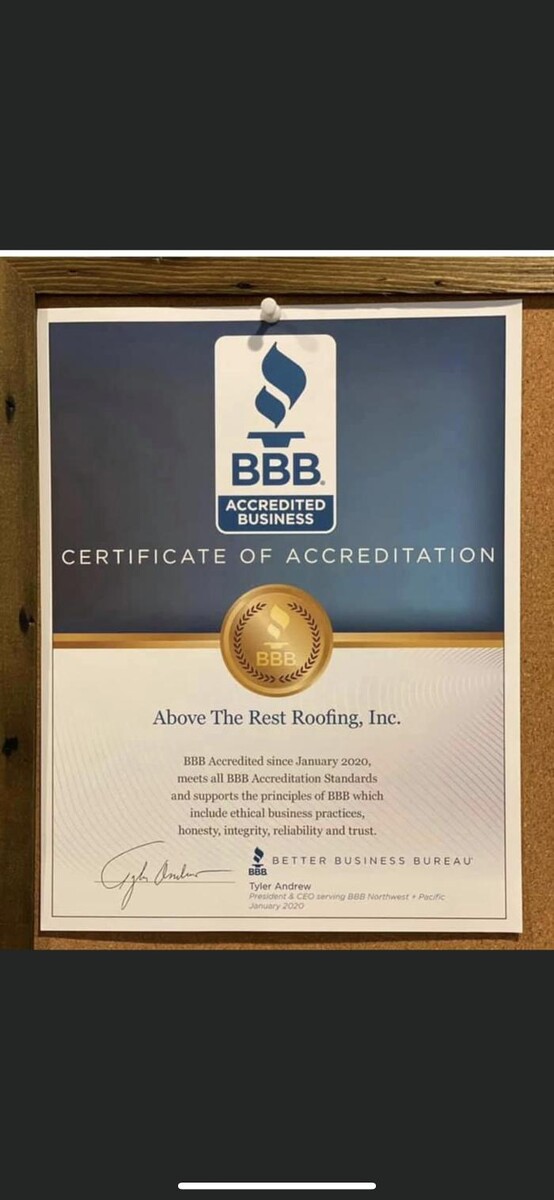 BBB®
ACCREDITED
BUSINESS
CERTIFICATE OF ACCREDITATION
BBB
Above The Rest Roofing, Inc.
BBB Accredited since January 2020,
meets all BBB Accreditation Standards
and supports the principles of BBB which
include ethical business practices,
honesty, integrity, reliability and trust.
Tyler Andrew
BBB
BETTER BUSINESS BUREAU®
Tyler Andrew
President & CEO serving BBB Northwest + Pacific
January 2020